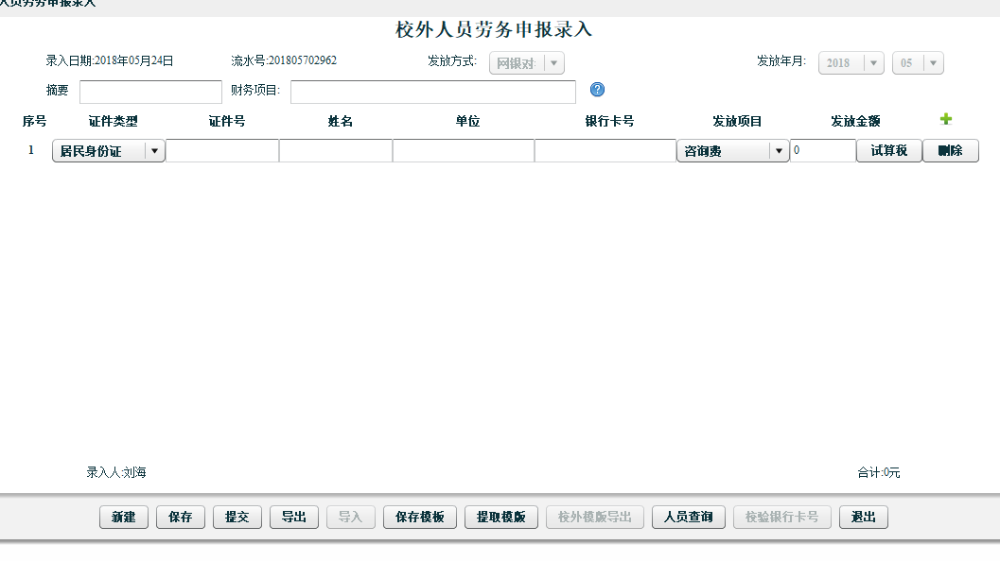 人员劳务申报录入
校外人员劳务申报录入
录入日期:2018年05月24日 流水号:201805702962 发放方式: 网银对 发放年月: 2018 05
摘要 财务项目: ?
序号 证件类型 证件号 姓名 单位 银行卡号 发放项目 发放金额
1 居民身份证 咨询费 0 试算税 删除
录入人:刘海 合计:0元
新建 保存 提交 导出 导入 保存模板 提取模版 校外模版导出 人员查询 校验银行卡号 退出